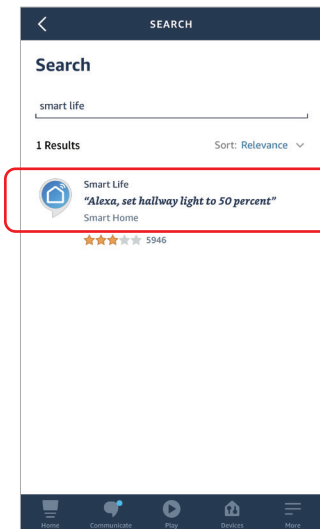 SEARCH
Search
smart life
1 Results Sort: Relevance
Smart Life
“Alexa, set hallway light to 50 percent”
Smart Home
5946
Home Communicate Play Devices More